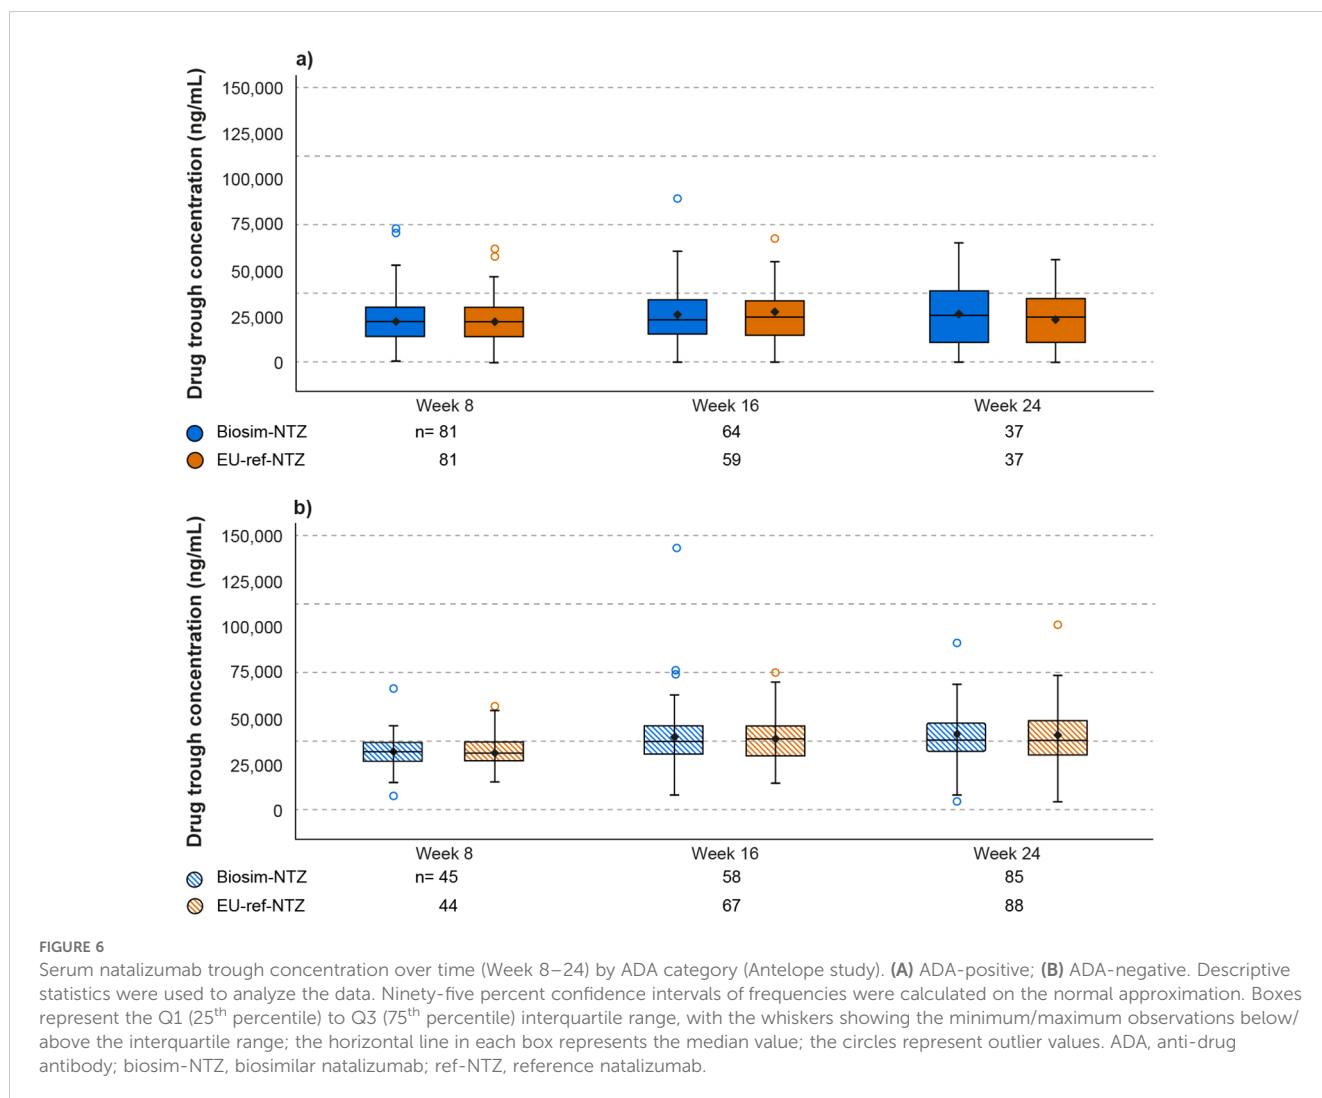 a)
Drug trough concentration (ng/mL)
150,000
125,000
100,000
75,000
50,000
25,000
0
Week 8 Week 16 Week 24
Biosim-NTZ n= 81 64 37
EU-ref-NTZ 81 59 37
b)
Drug trough concentration (ng/mL)
150,000
125,000
100,000
75,000
50,000
25,000
0
Week 8 Week 16 Week 24
Biosim-NTZ n= 45 58 85
EU-ref-NTZ 44 67 88
FIGURE 6
Serum natalizumab trough concentration over time (Week 8–24) by ADA category (Antelope study). (A) ADA-positive; (B) ADA-negative. Descriptive
statistics were used to analyze the data. Ninety-five percent confidence intervals of frequencies were calculated on the normal approximation. Boxes
represent the Q1 (25th percentile) to Q3 (75th percentile) interquartile range, with the whiskers showing the minimum/maximum observations below/
above the interquartile range; the horizontal line in each box represents the median value; the circles represent outlier values. ADA, anti-drug
antibody; biosim-NTZ, biosimilar natalizumab; ref-NTZ, reference natalizumab.